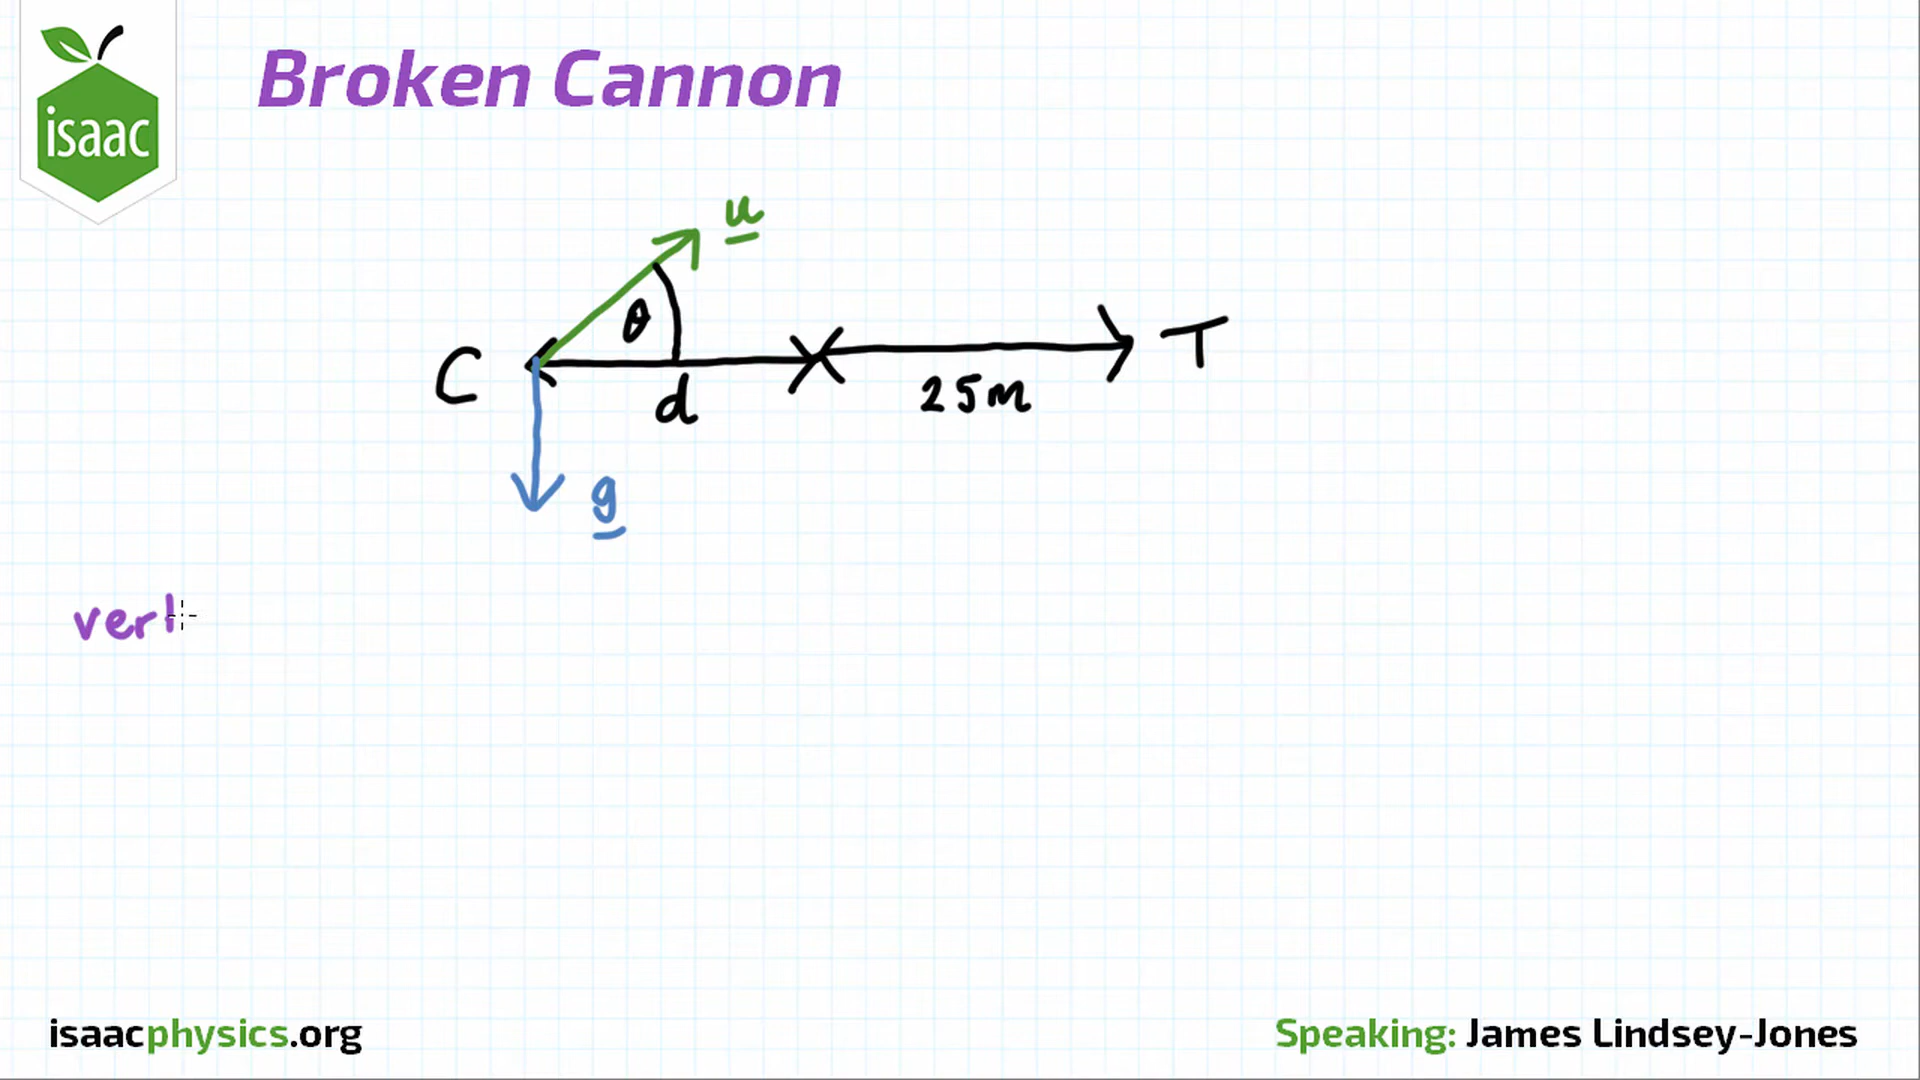 isaac
Broken Cannon
u
θ
C
T
d
25m
g
vert
isaacphysics.org
Speaking: James Lindsey-Jones